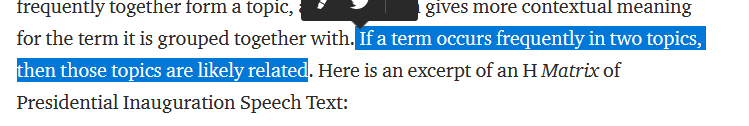 frequently together form a topic, gives more contextual meaning
for the term it is grouped together with. If a term occurs frequently in two topics,
then those topics are likely related. Here is an excerpt of an H Matrix of
Presidential Inauguration Speech Text: